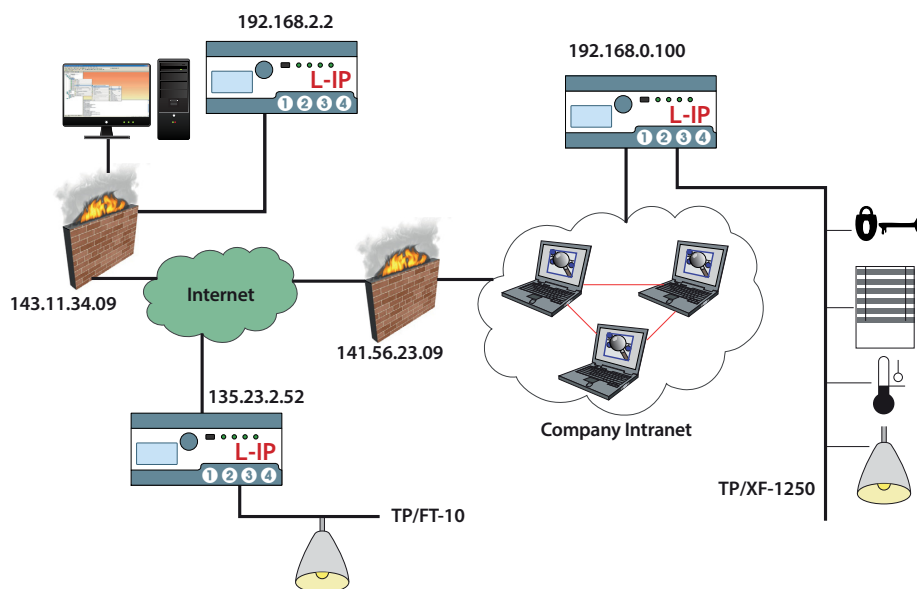 192.168.2.2
L-IP
1 2 3 4
192.168.0.100
L-IP
1 2 3 4
143.11.34.09
Internet
141.56.23.09
Company Intranet
135.23.2.52
L-IP
1 2 3 4
TP/FT-10
TP/XF-1250